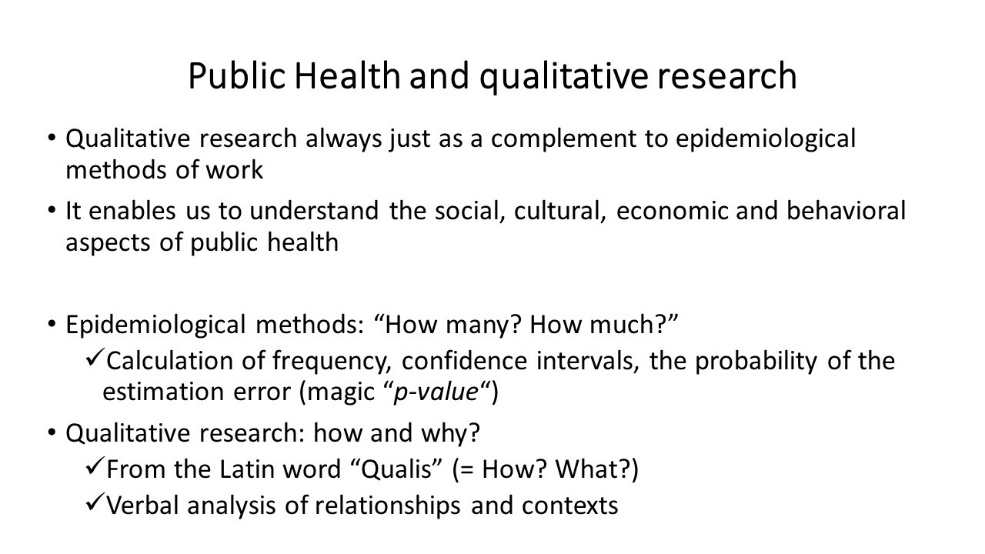 Public Health and qualitative research
• Qualitative research always just as a complement to epidemiological
methods of work
• It enables us to understand the social, cultural, economic and behavioral
aspects of public health
• Epidemiological methods: “How many? How much?”
✓Calculation of frequency, confidence intervals, the probability of the
estimation error (magic “p-value“)
• Qualitative research: how and why?
✓From the Latin word “Qualis” (= How? What?)
✓Verbal analysis of relationships and contexts